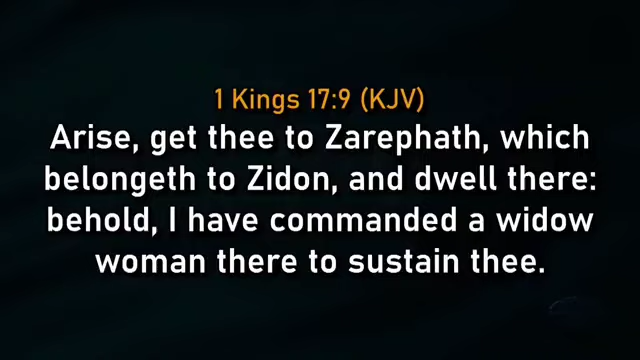 1 Kings 17:9 (KJV)
Arise, get thee to Zarephath, which
belongeth to Zidon, and dwell there:
behold, I have commanded a widow
woman there to sustain thee.